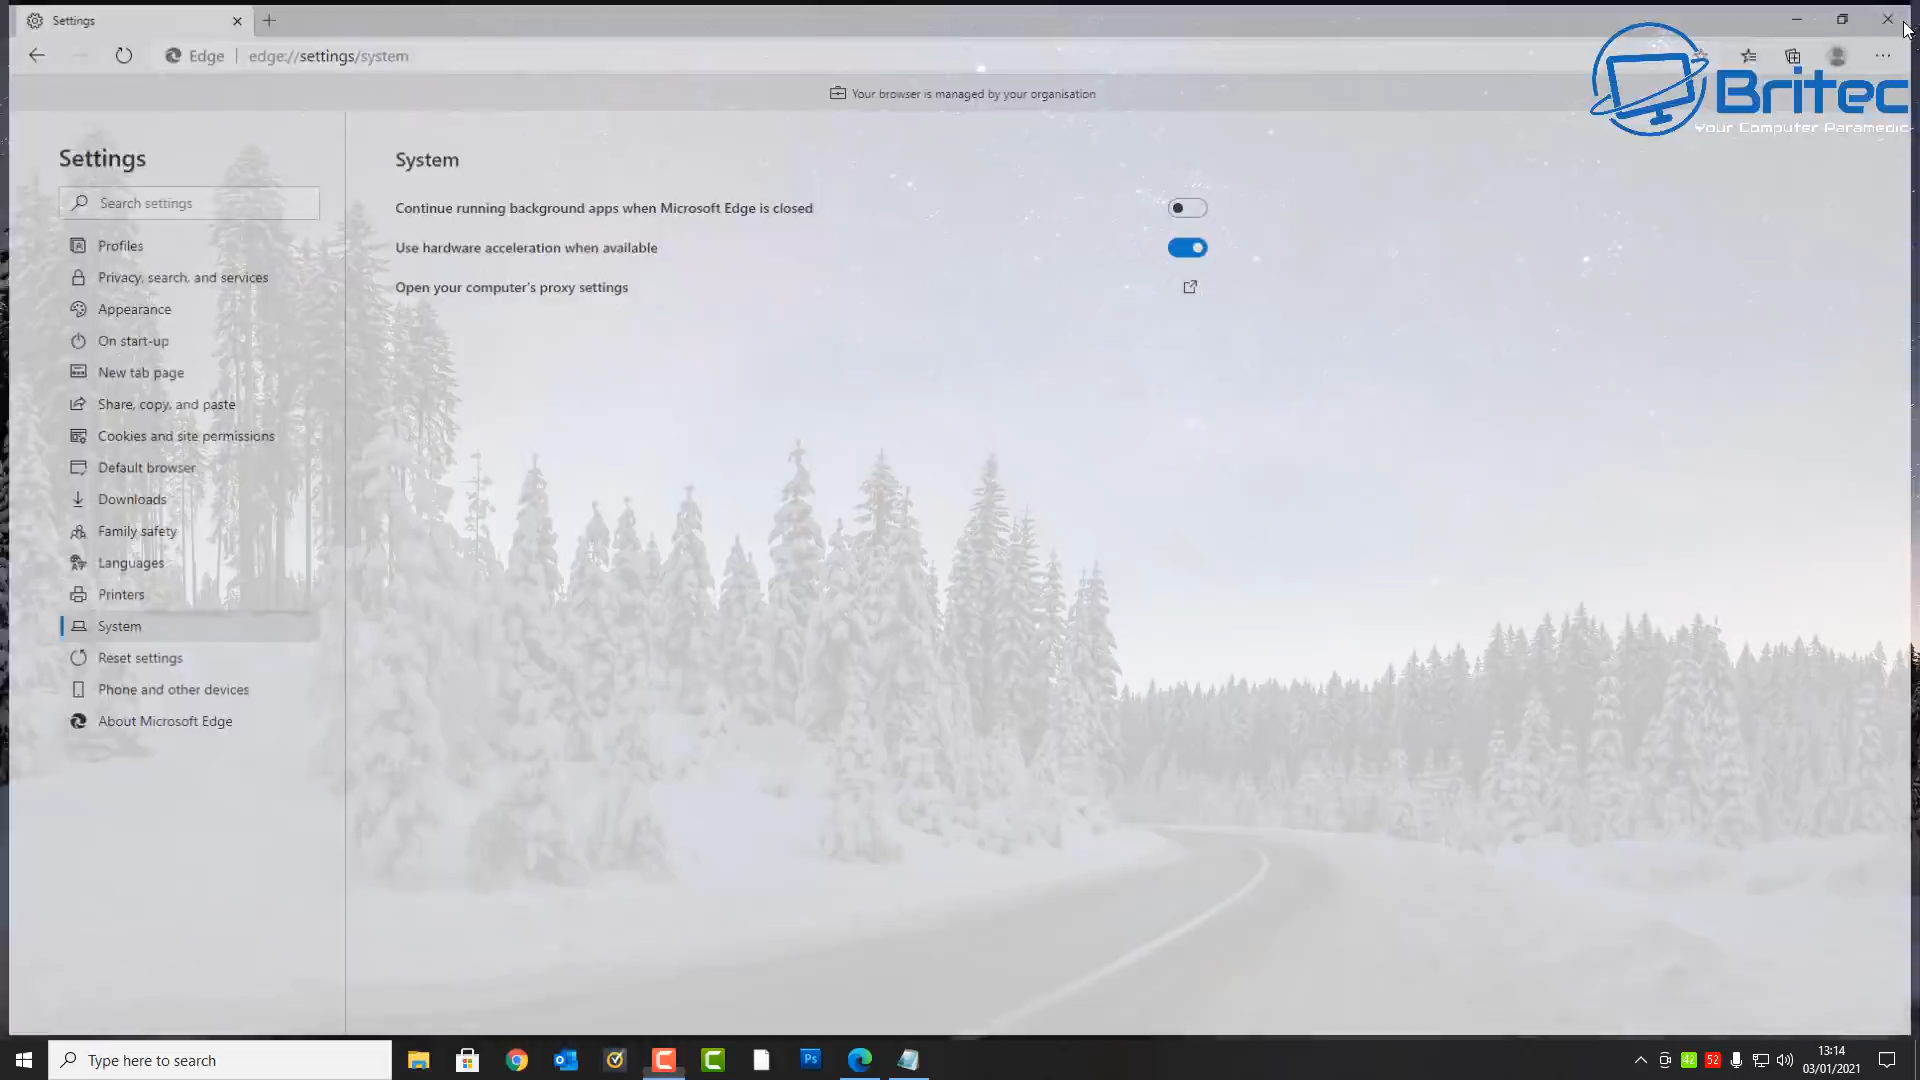 Settings
Edge
edge://settings/system
Your browser is managed by your organisation
Britec
Your Computer Paramedic
Settings
Search settings
Profiles
Privacy, search, and services
Appearance
On start-up
New tab page
Share, copy, and paste
Cookies and site permissions
Default browser
Downloads
Family safety
Languages
Printers
System
Reset settings
Phone and other devices
About Microsoft Edge
System
Continue running background apps when Microsoft Edge is closed
Use hardware acceleration when available
Open your computer's proxy settings
Type here to search
Ps
42
52
13:14
03/01/2021